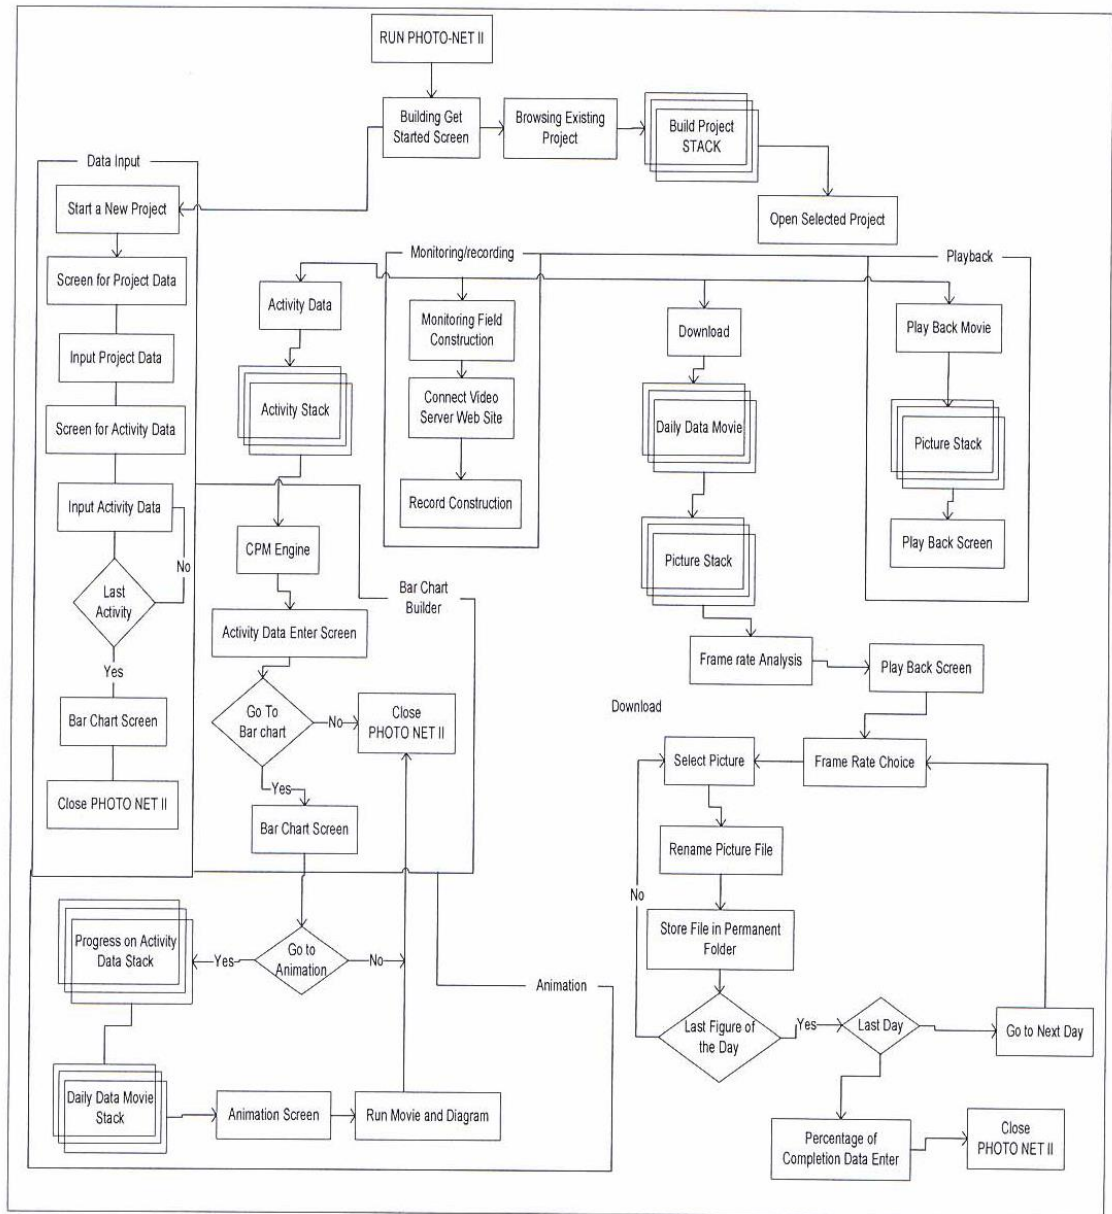 RUN PHOTO-NET II
Building Get
Started Screen
Browsing Existing
Project
Build Project
STACK
Open Selected Project
Data Input
Start a New Project
Screen for Project Data
Input Project Data
Screen for Activity Data
Input Activity Data
No
Last
Activity
Yes
Bar Chart Screen
Close PHOTO NET II
Activity Data
Activity Stack
CPM Engine
Bar Chart
Builder
Activity Data Enter Screen
Go To
Bar chart
No
Close
PHOTO NET II
Yes
Bar Chart Screen
Monitoring/recording
Monitoring Field
Construction
Connect Video
Server Web Site
Record Construction
Download
Daily Data Movie
Picture Stack
Frame rate Analysis
Play Back Screen
Playback
Play Back Movie
Picture Stack
Play Back Screen
Download
Select Picture
Frame Rate Choice
Rename Picture File
No
Store File in Permanent
Folder
Last Figure of
the Day
Yes
Last Day
Go to Next Day
Percentage of
Completion Data Enter
Close
PHOTO NET II
Progress on Activity
Data Stack
Yes
Go to
Animation
No
Animation
Daily Data Movie
Stack
Animation Screen
Run Movie and Diagram